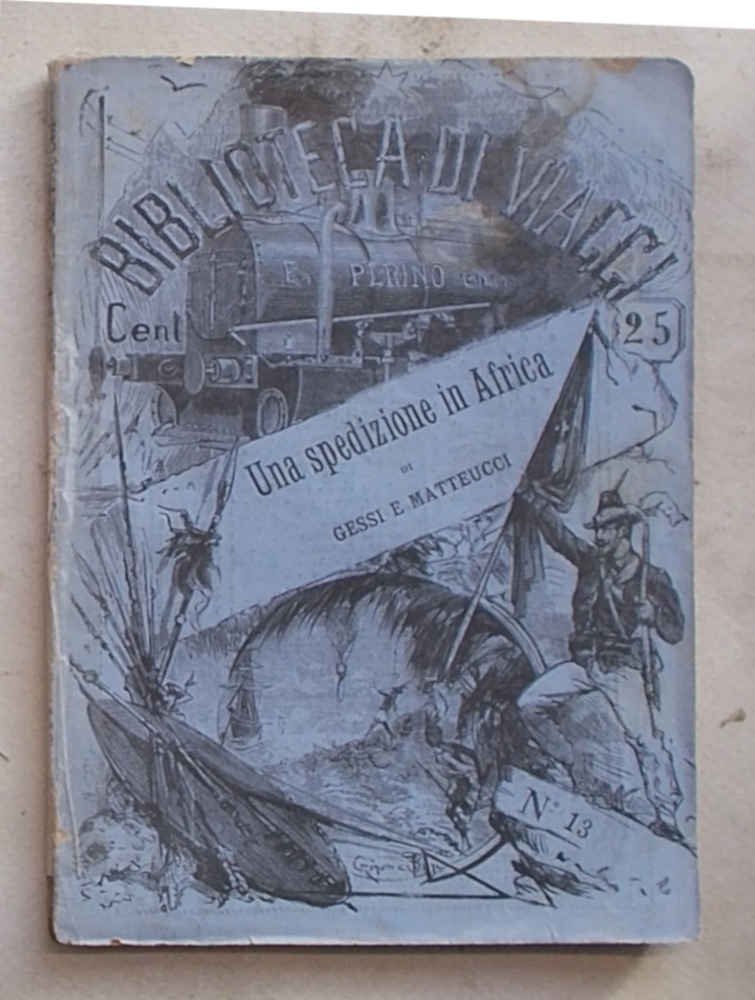 BIBLIOTECA DI VIAGGI
E. PERINO
Cent 25
Una spedizione in Africa
DI
GESSI E MATTEUCCI
N.º 13